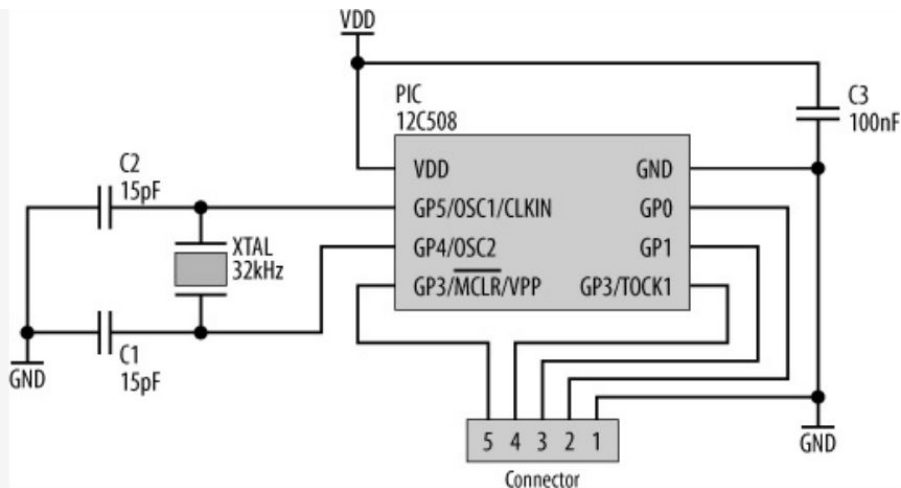 VDD
PIC
12C508
C3
100nF
VDD
GND
C2
15pF
GP5/OSC1/CLKIN
GP0
XTAL
32kHz
GP4/OSC2
GP1
GP3/MCLR/VPP
GP3/TOCK1
C1
15pF
GND
GND
5 4 3 2 1
Connector